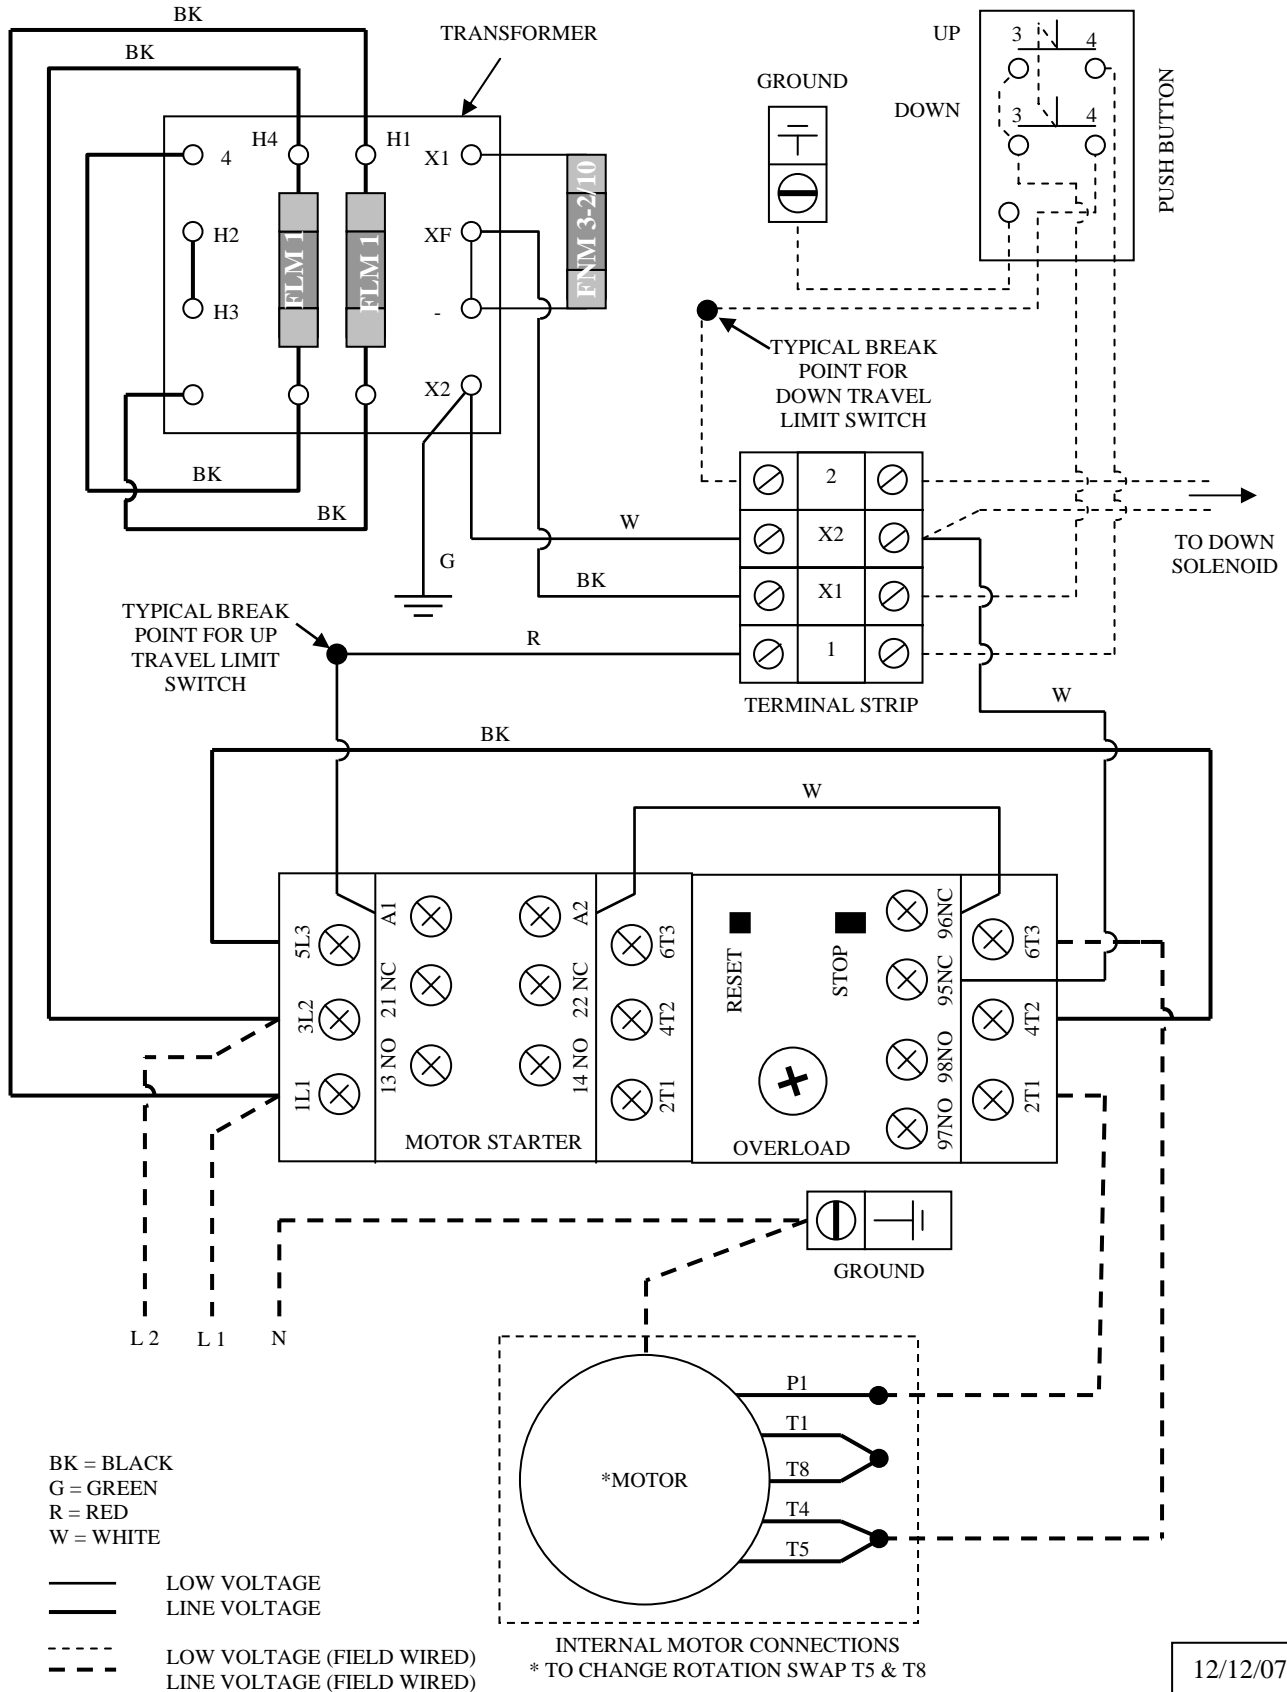 BK
BK
TRANSFORMER
UP
3
4
GROUND
DOWN
3
4
PUSH BUTTON
4
H4
H1
X1
H2
XF
FLM 1
FLM 1
FNM 3-2/10
H3
-
X2
TYPICAL BREAK
POINT FOR
DOWN TRAVEL
LIMIT SWITCH
BK
BK
2
W
X2
TO DOWN
SOLENOID
G
BK
X1
TYPICAL BREAK
POINT FOR UP
TRAVEL LIMIT
SWITCH
R
1
TERMINAL STRIP
W
BK
W
5L3
A1
A2
6T3
RESET
STOP
96NC
6T3
3L2
21 NC
22 NC
4T2
95NC
4T2
1L1
13 NO
14 NO
2T1
98NO
2T1
97NO
MOTOR STARTER
OVERLOAD
GROUND
L 2
L 1
N
P1
T1
T8
*MOTOR
T4
T5
BK = BLACK
G = GREEN
R = RED
W = WHITE
LOW VOLTAGE
LINE VOLTAGE
LOW VOLTAGE (FIELD WIRED)
LINE VOLTAGE (FIELD WIRED)
INTERNAL MOTOR CONNECTIONS
* TO CHANGE ROTATION SWAP T5 & T8
12/12/07